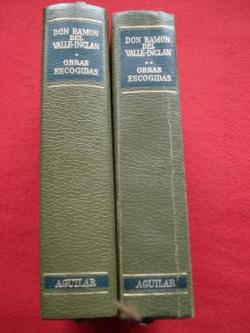 DON RAMON
DEL
VALLE-INCLAN
*
OBRAS
ESCOGIDAS
AGUILAR
DON RAMON
DEL
VALLE-INCLAN
**
OBRAS
ESCOGIDAS
AGUILAR